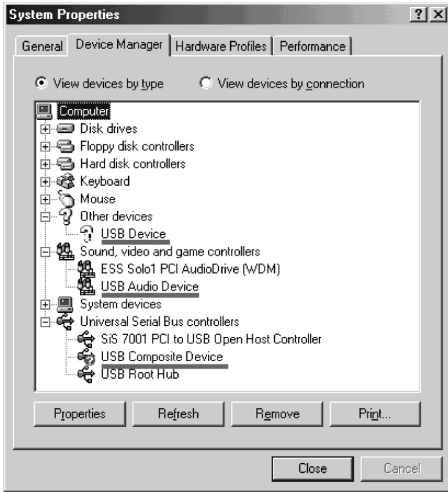 System Properties
General Device Manager Hardware Profiles Performance
View devices by type View devices by connection
Computer
Disk drives
Floppy disk controllers
Hard disk controllers
Keyboard
Mouse
Other devices
USB Device
Sound, video and game controllers
ESS Solo1 PCI AudioDrive (WDM)
USB Audio Device
System devices
Universal Serial Bus controllers
SiS 7001 PCI to USB Open Host Controller
USB Composite Device
USB Root Hub
Properties Refresh Remove Print...
Close Cancel